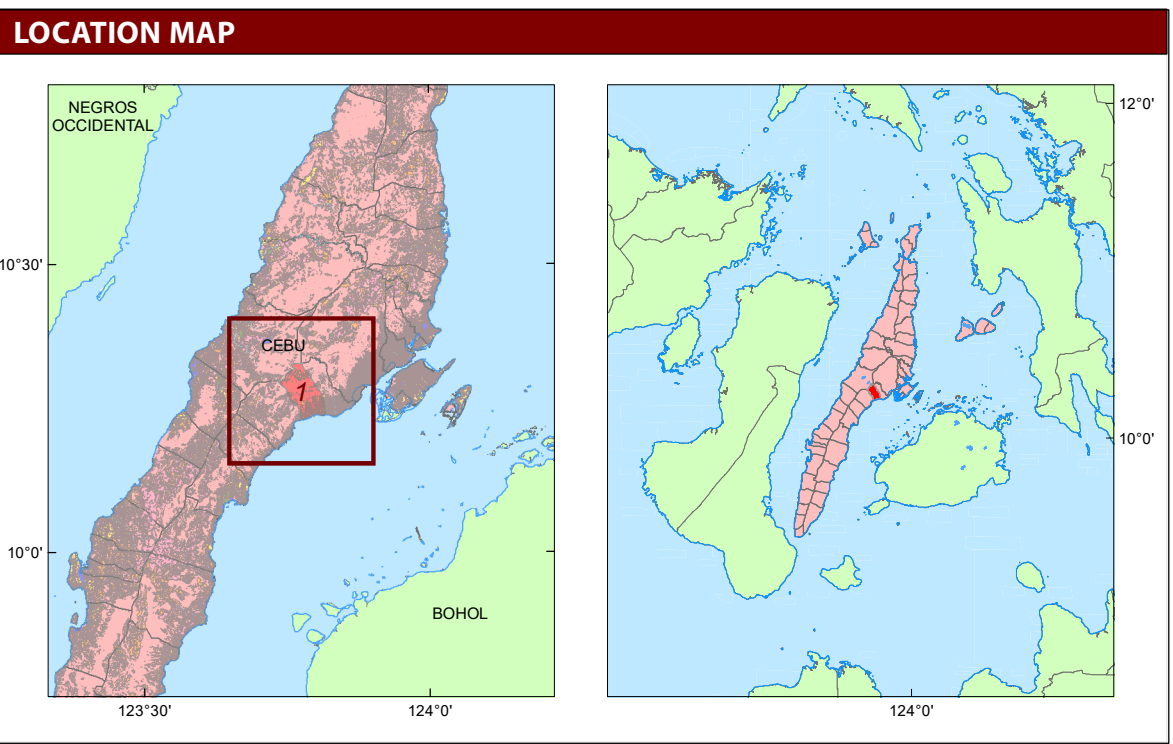 LOCATION MAP
NEGROS
OCCIDENTAL
12°0'
10°30'
CEBU
1
10°0'
10°0'
BOHOL
123°30'
124°0'
124°0'